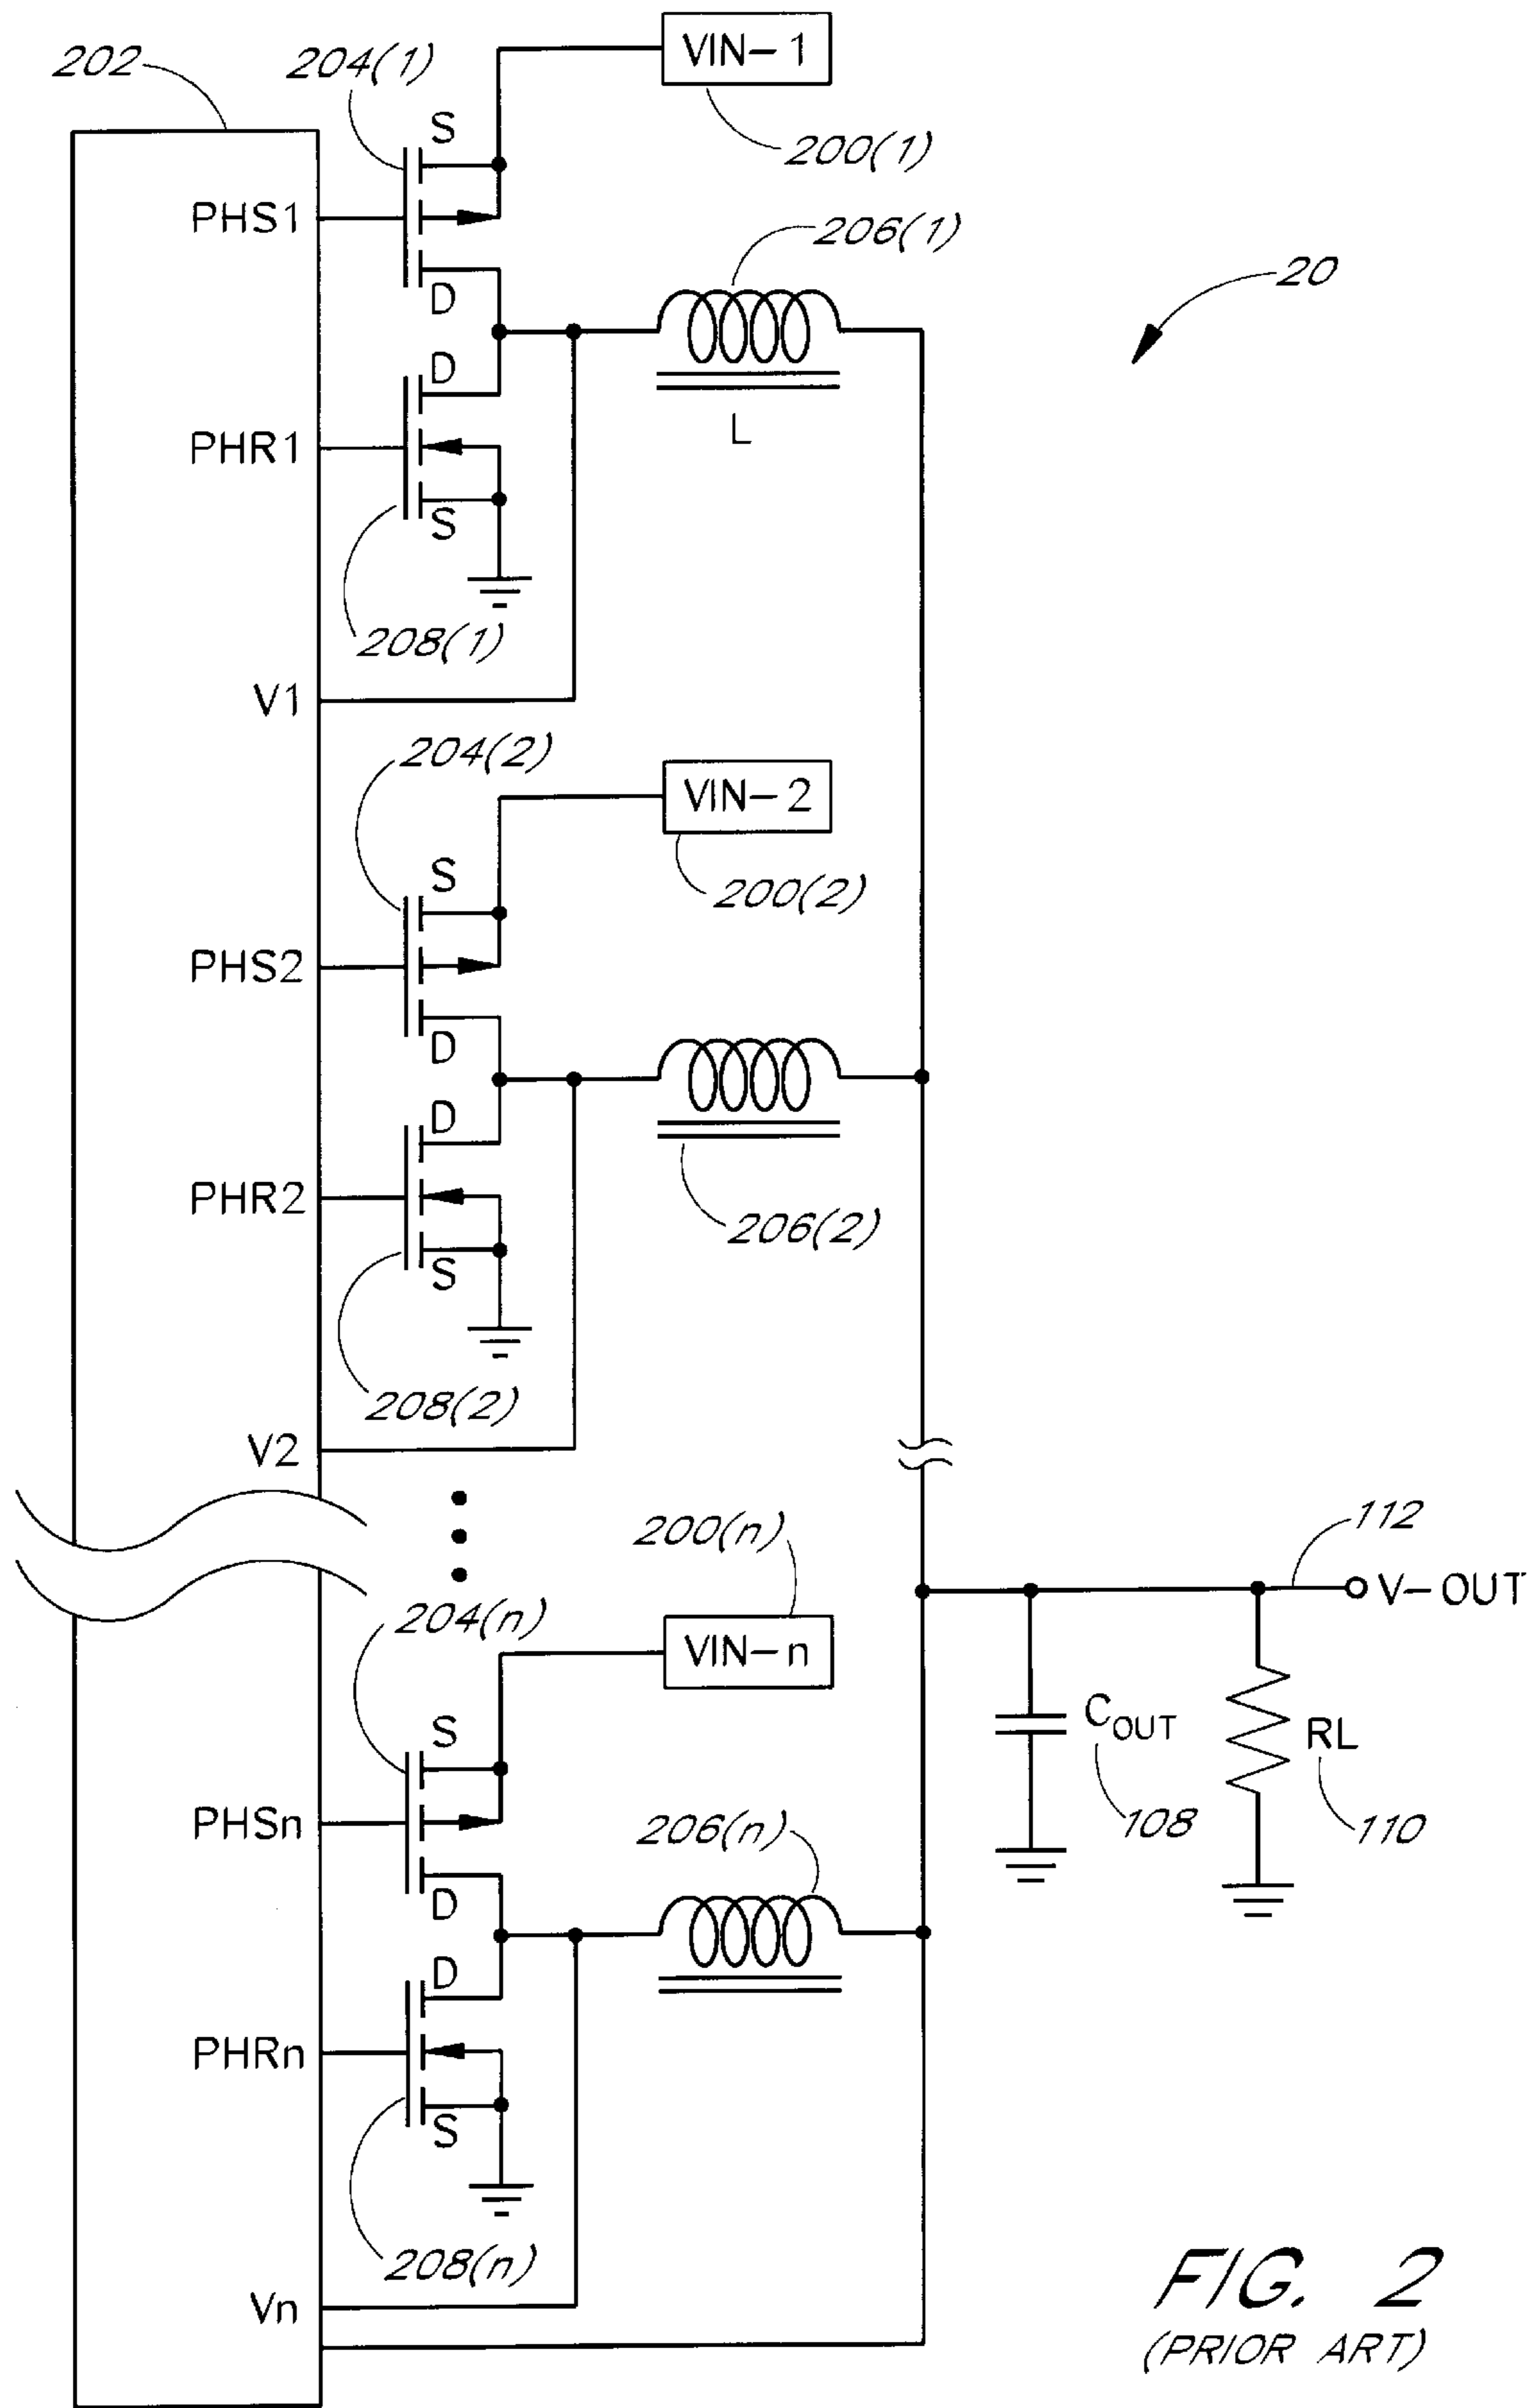 202
204(1)
VIN-1
S
200(1)
PHS1
206(1)
D
20
D
PHR1
L
S
208(1)
V1
204(2)
VIN-2
S
200(2)
PHS2
D
D
PHR2
206(2)
S
208(2)
V2
200(n)
112
V-OUT
204(n)
VIN-n
S
COUT
RL
PHSn
206(n)
108
110
D
D
PHRn
S
208(n)
Vn
FIG. 2
(PRIOR ART)